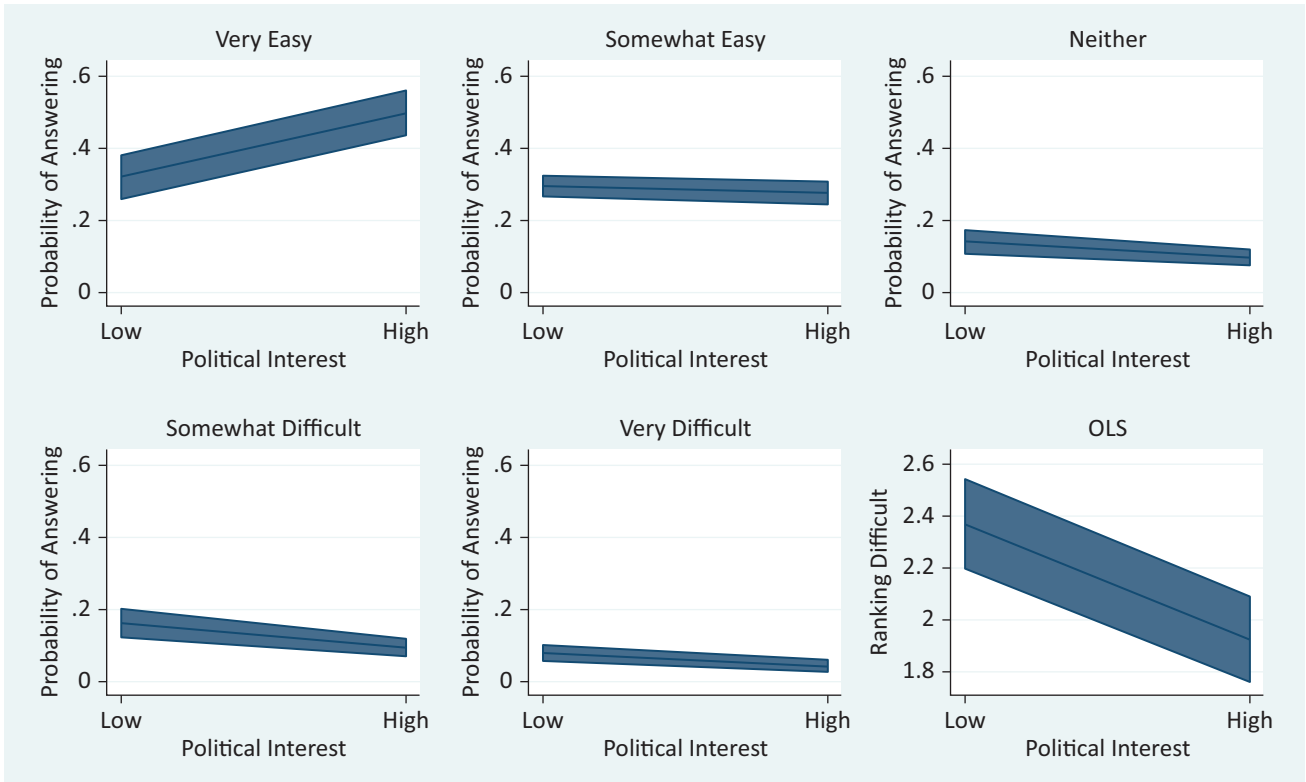 Very Easy
Probability of Answering
.6
.4
.2
0
Low
High
Political Interest
Somewhat Easy
Probability of Answering
.6
.4
.2
0
Low
High
Political Interest
Neither
Probability of Answering
.6
.4
.2
0
Low
High
Political Interest
Somewhat Difficult
Probability of Answering
.6
.4
.2
0
Low
High
Political Interest
Very Difficult
Probability of Answering
.6
.4
.2
0
Low
High
Political Interest
OLS
Ranking Difficult
2.6
2.4
2.2
2
1.8
Low
High
Political Interest